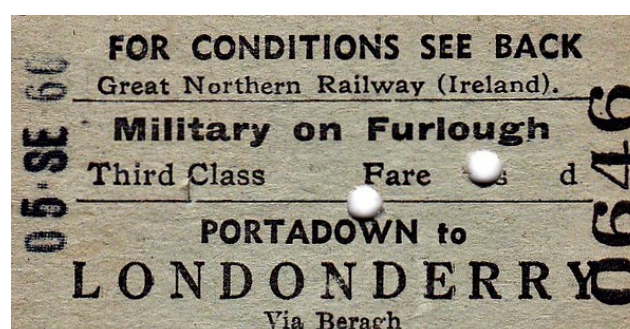 FOR CONDITIONS SEE BACK
Great Northern Railway (Ireland).
Military on Furlough
Third Class Fare s d
PORTADOWN to
LONDONDERRY
Via Beragh
05·SE 60
0646